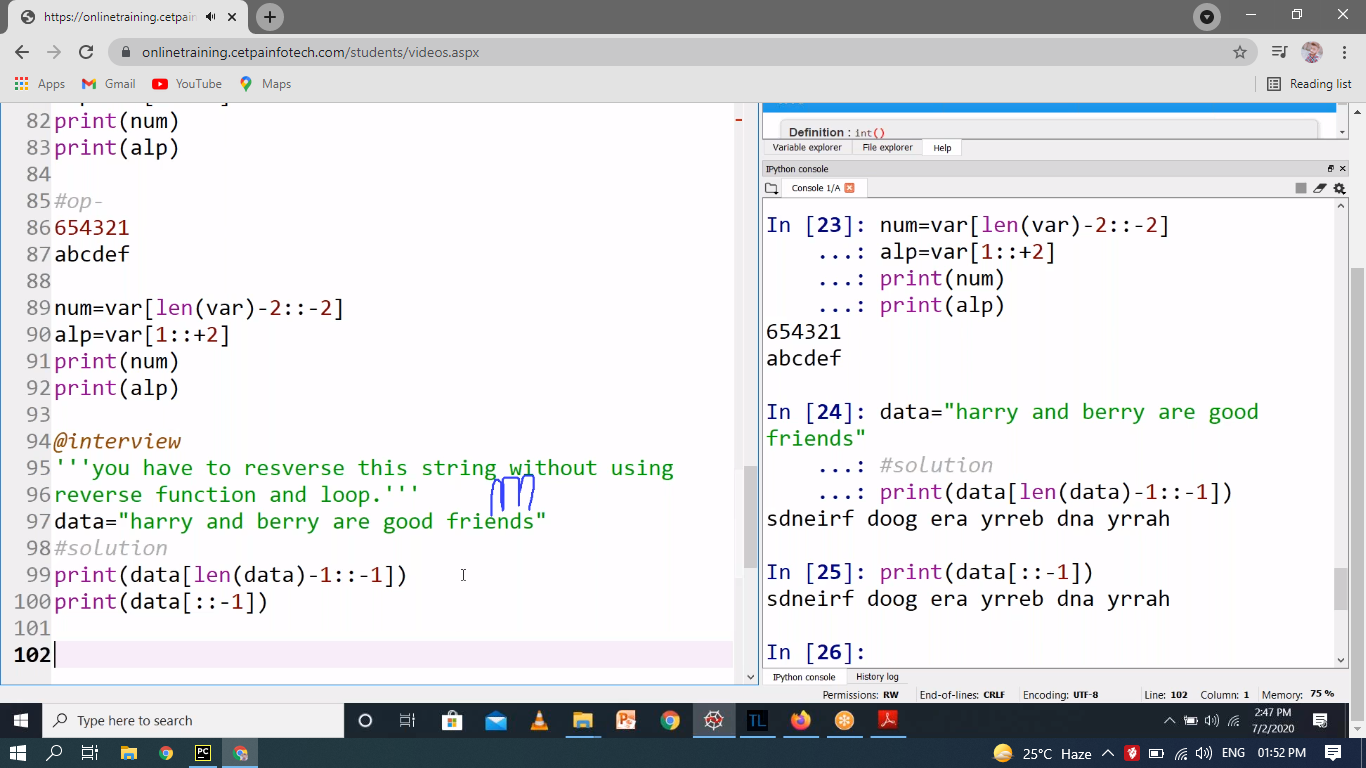 https://onlinetraining.cetpain
onlinetraining.cetpainfotech.com/students/videos.aspx
Apps Gmail YouTube Maps Reading list
82 print(num)
83 print(alp)
84
85 #op-
86 654321
87 abcdef
88
89 num=var[len(var)-2::-2]
90 alp=var[1::+2]
91 print(num)
92 print(alp)
93
94 @interview
95 '''you have to resverse this string without using
96 reverse function and loop.'''
97 data="harry and berry are good friends"
98 #solution
99 print(data[len(data)-1::-1])
100 print(data[::-1])
101
102
Definition : int()
Variable explorer File explorer Help
IPython console
Console 1/A
In [23]: num=var[len(var)-2::-2]
...: alp=var[1::+2]
...: print(num)
...: print(alp)
654321
abcdef
In [24]: data="harry and berry are good
friends"
...: #solution
...: print(data[len(data)-1::-1])
sdneirf doog era yrreb dna yrrah
In [25]: print(data[::-1])
sdneirf doog era yrreb dna yrrah
In [26]:
IPython console History log
Permissions: RW End-of-lines: CRLF Encoding: UTF-8 Line: 102 Column: 1 Memory: 75 %
Type here to search TL 2:47 PM
7/2/2020
PC 25°C Haze ENG 01:52 PM